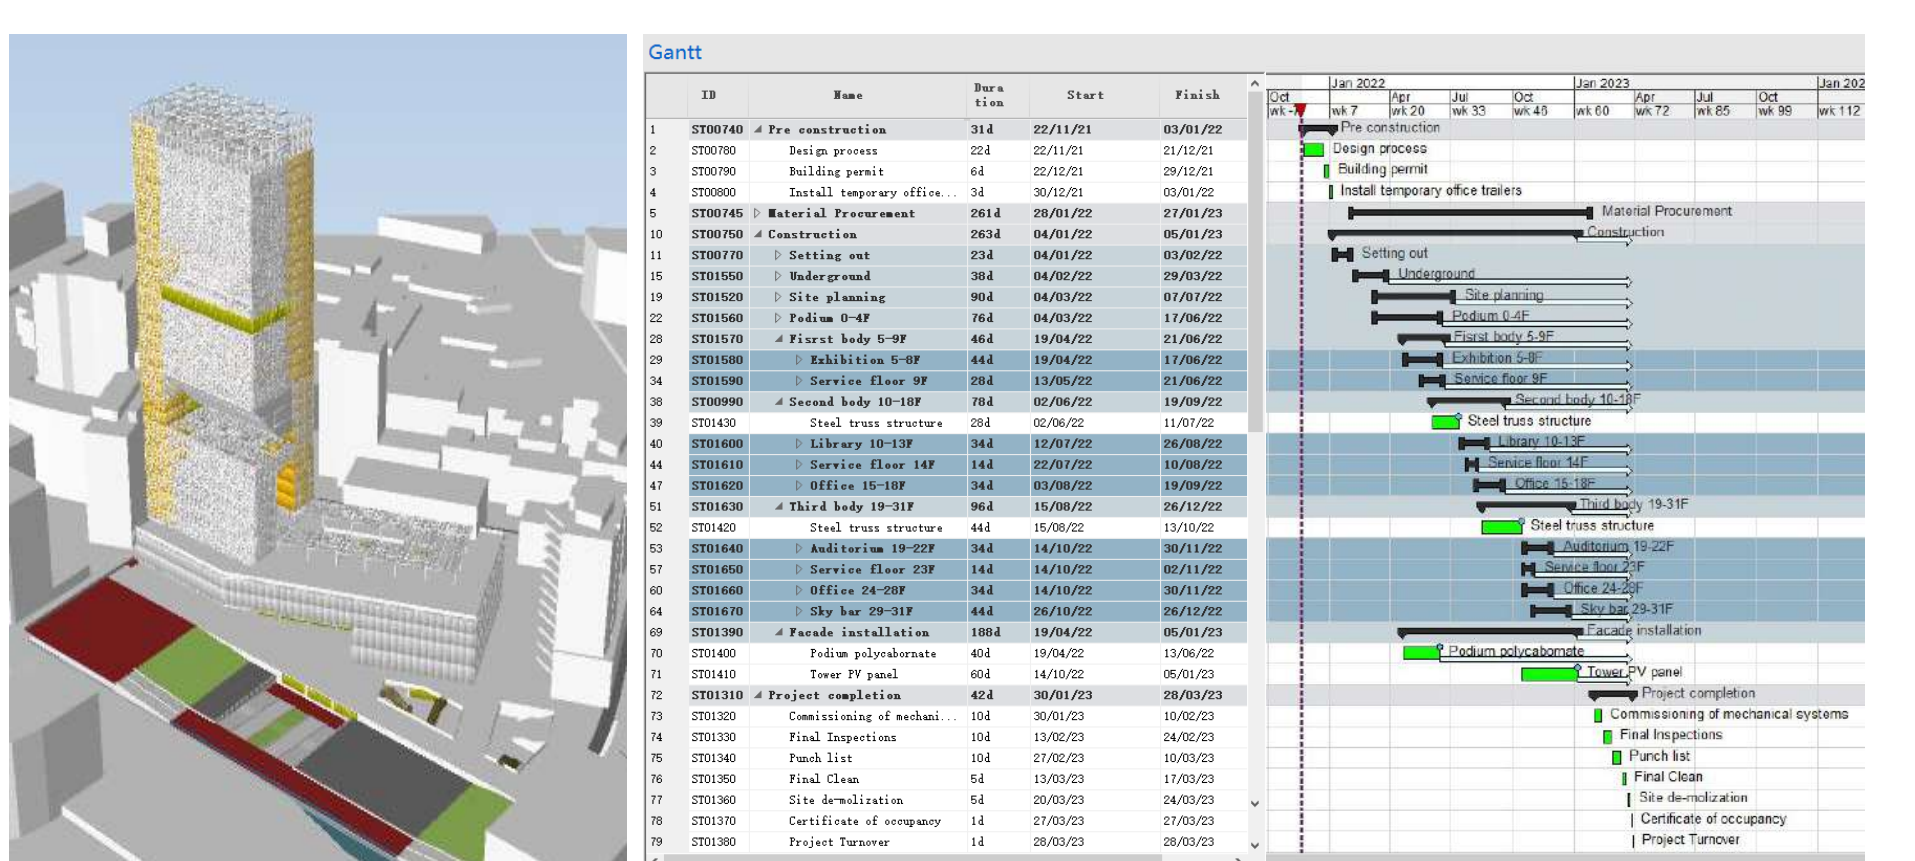 Gantt
ID Name Dura tion Start Finish
1 ST00740 Pre construction 31d 22/11/21 03/01/22
2 ST00780 Design process 22d 22/11/21 21/12/21
3 ST00790 Building permit 6d 22/12/21 29/12/21
4 ST00800 Install temporary office... 3d 30/12/21 03/01/22
5 ST00745 Material Procurement 261d 28/01/22 27/01/23
10 ST00750 Construction 263d 04/01/22 05/01/23
11 ST00770 Setting out 23d 04/01/22 03/02/22
15 ST01550 Underground 38d 04/02/22 29/03/22
19 ST01520 Site planning 90d 04/03/22 07/07/22
22 ST01560 Podium 0-4F 76d 04/03/22 17/06/22
28 ST01570 Fisrst body 5-9F 46d 19/04/22 21/06/22
29 ST01580 Exhibition 5-8F 44d 19/04/22 17/06/22
34 ST01590 Service floor 9F 28d 13/05/22 21/06/22
38 ST00990 Second body 10-18F 78d 02/06/22 19/09/22
39 ST01430 Steel truss structure 28d 02/06/22 11/07/22
40 ST01600 Library 10-13F 34d 12/07/22 26/08/22
44 ST01610 Service floor 14F 14d 22/07/22 10/08/22
47 ST01620 Office 15-18F 34d 03/08/22 19/09/22
51 ST01630 Third body 19-31F 96d 15/08/22 26/12/22
52 ST01420 Steel truss structure 44d 15/08/22 13/10/22
53 ST01640 Auditorium 19-22F 34d 14/10/22 30/11/22
57 ST01650 Service floor 23F 14d 14/10/22 02/11/22
60 ST01660 Office 24-28F 34d 14/10/22 30/11/22
64 ST01670 Sky bar 29-31F 44d 26/10/22 26/12/22
69 ST01390 Facade installation 188d 19/04/22 05/01/23
70 ST01400 Podium polycabornate 40d 19/04/22 13/06/22
71 ST01410 Tower PV panel 60d 14/10/22 05/01/23
72 ST01310 Project completion 42d 30/01/23 28/03/23
73 ST01320 Commissioning of mechani... 10d 30/01/23 10/02/23
74 ST01330 Final Inspections 10d 13/02/23 24/02/23
75 ST01340 Punch list 10d 27/02/23 10/03/23
76 ST01350 Final Clean 5d 13/03/23 17/03/23
77 ST01360 Site de-molization 5d 20/03/23 24/03/23
78 ST01370 Certificate of occupancy 1d 27/03/23 27/03/23
79 ST01380 Project Turnover 1d 28/03/23 28/03/23
Jan 2022 Jan 2023 Jan 202
Oct Apr Jul Oct Apr Jul Oct
wk -7 wk 7 wk 20 wk 33 wk 46 wk 60 wk 72 wk 85 wk 99 wk 112
Pre construction
Design process
Building permit
Install temporary office trailers
Material Procurement
Construction
Setting out
Underground
Site planning
Podium 0-4F
Fisrst body 5-9F
Exhibition 5-8F
Service floor 9F
Second body 10-18F
Steel truss structure
Library 10-13F
Service floor 14F
Office 15-18F
Third body 19-31F
Steel truss structure
Auditorium 19-22F
Service floor 23F
Office 24-28F
Sky bar 29-31F
Facade installation
Podium polycabornate
Tower PV panel
Project completion
Commissioning of mechanical systems
Final Inspections
Punch list
Final Clean
Site de-molization
Certificate of occupancy
Project Turnover